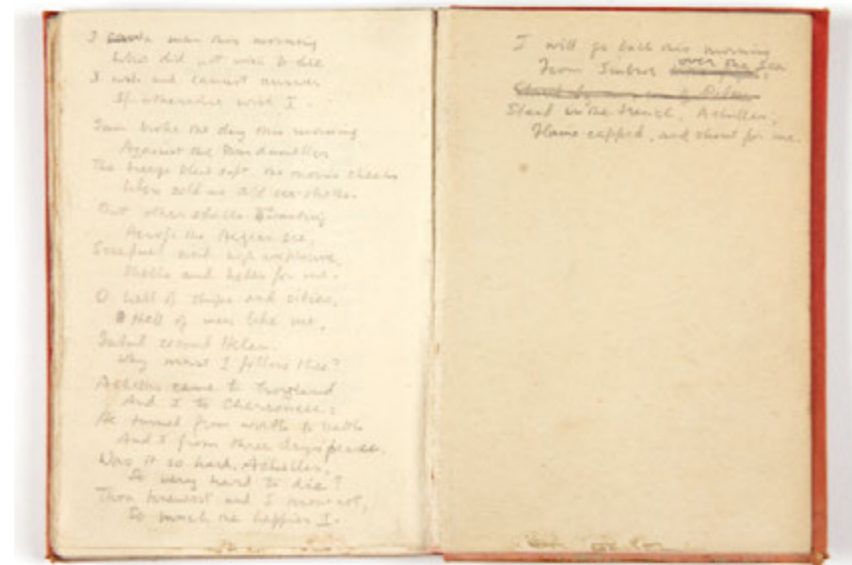 I saw a man this morning
Who did not wish to die
I ask and cannot answer
If otherwise wish I.
Fair broke the day this morning
Against the Dardanelles
The breeze blew soft, the morn's cheeks
Were cold as cold sea-shells
But other shells are waiting
Across the Aegean sea,
Shrapnel and high explosive,
Shells and hells for me.
O hell of ships and cities,
Hell of men like me,
Fatal second Helen,
Why must I follow thee?
Achilles came to Troyland
And I to Chersonese:
He turned from wrath to battle
And I from three days' peace.
Was it so hard, Achilles,
So very hard to die?
Thou knewest and I know not,
So much the happier I.
I will go back this morning
From Imbros over the sea
Stand in the trench, Achilles,
Flame capped, and shout for me.